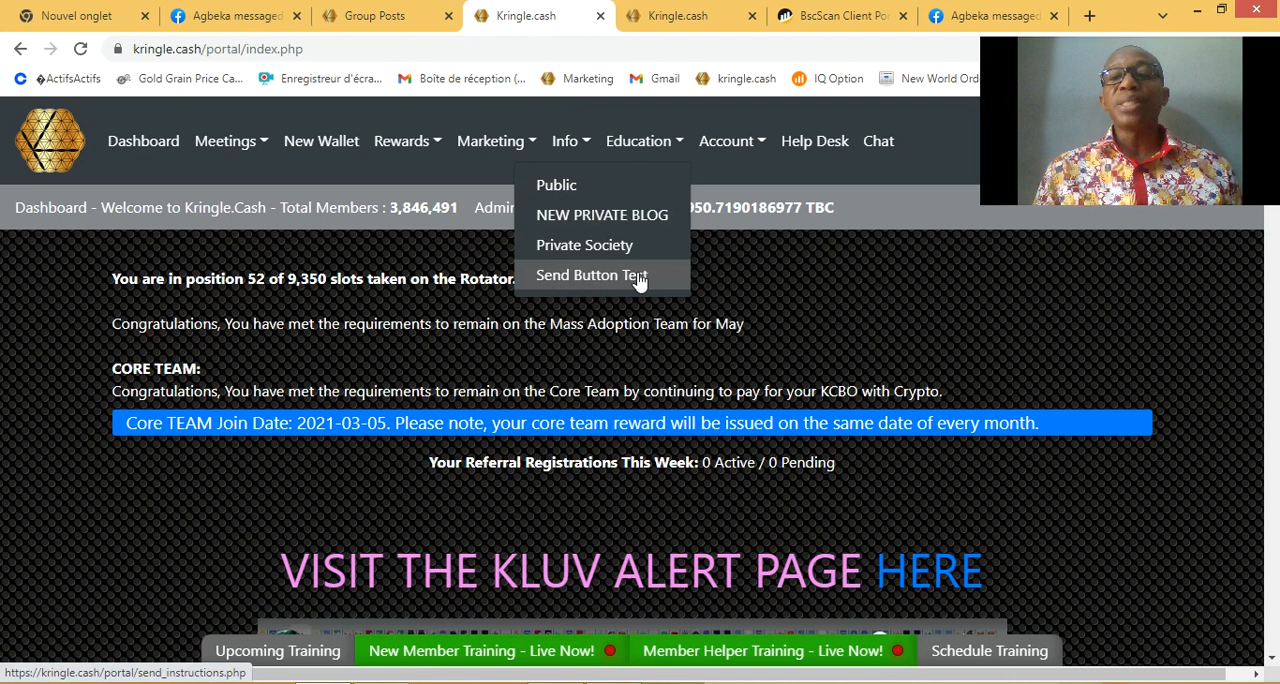 Nouvel onglet
Agbeka messaged
Group Posts
Kringle.cash
Kringle.cash
BscScan Client Por
Agbeka messaged
kringle.cash/portal/index.php
�ActifsActifs
Gold Grain Price Ca...
Enregistreur d'écra...
Boîte de réception (...
Marketing
Gmail
kringle.cash
IQ Option
New World Ord
Dashboard
Meetings
New Wallet
Rewards
Marketing
Info
Education
Account
Help Desk
Chat
Public
NEW PRIVATE BLOG
Private Society
Send Button Text
Dashboard - Welcome to Kringle.Cash - Total Members : 3,846,491 Admin 950.7190186977 TBC
You are in position 52 of 9,350 slots taken on the Rotator.
Congratulations, You have met the requirements to remain on the Mass Adoption Team for May
CORE TEAM:
Congratulations, You have met the requirements to remain on the Core Team by continuing to pay for your KCBO with Crypto.
Core TEAM Join Date: 2021-03-05. Please note, your core team reward will be issued on the same date of every month.
Your Referral Registrations This Week: 0 Active / 0 Pending
VISIT THE KLUV ALERT PAGE HERE
Upcoming Training
New Member Training - Live Now!
Member Helper Training - Live Now!
Schedule Training
https://kringle.cash/portal/send_instructions.php